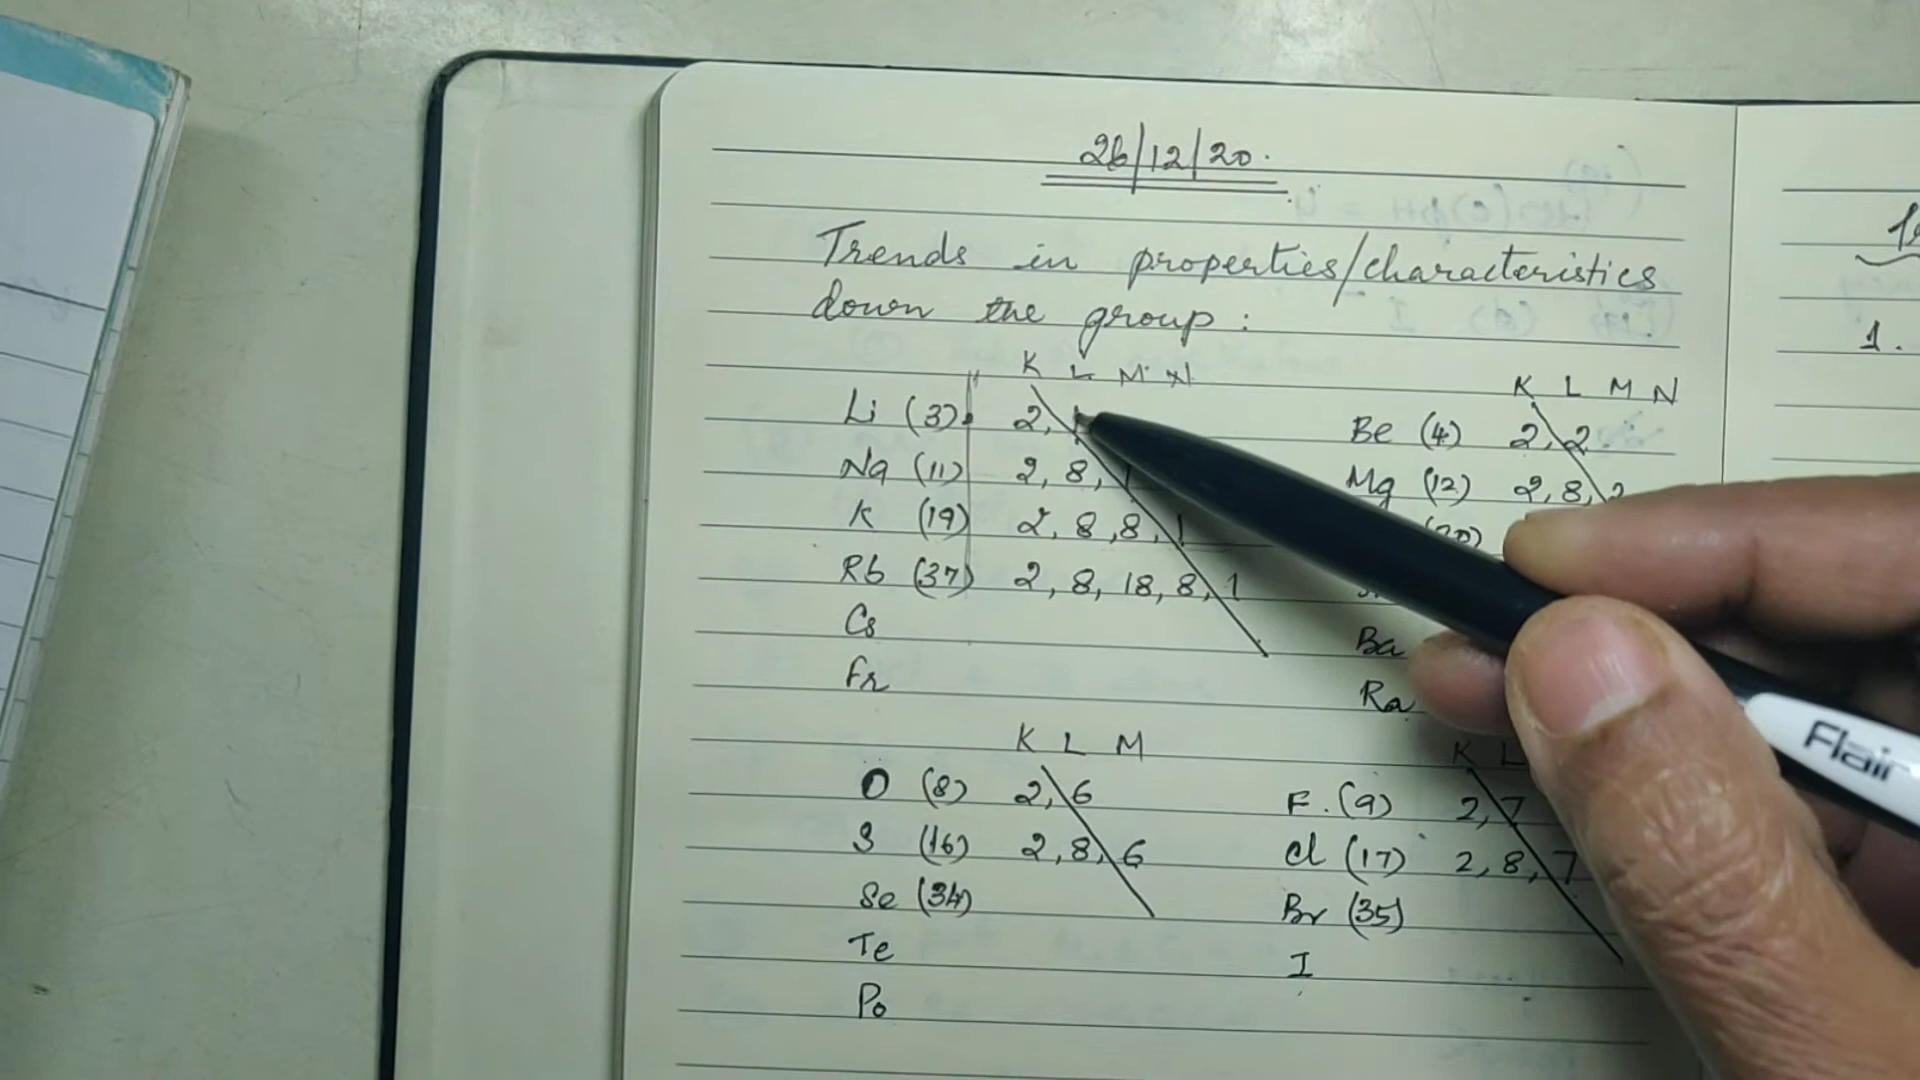 26/12/20.
Trends in properties/characteristics
down the group :
K L M N
Li (3) 2, 1
Na (11) 2, 8, 1
K (19) 2, 8, 8, 1
Rb (37) 2, 8, 18, 8, 1
Cs
Fr
K L M N
Be (4) 2, 2
Mg (12) 2, 8, 2
(20)
Ba
Ra
K L M
O (8) 2, 6
S (16) 2, 8, 6
Se (34)
Te
Po
K L
F. (9) 2, 7
Cl (17) 2, 8, 7
Br (35)
I
1.
Flair